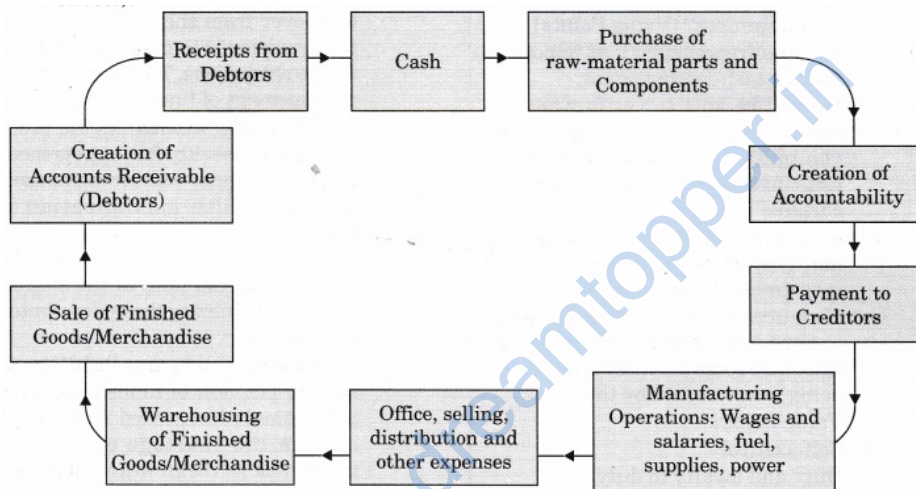 Receipts from
Debtors
Cash
Purchase of
raw-material parts and
Components
Creation of
Accountability
Payment to
Creditors
Manufacturing
Operations: Wages and
salaries, fuel,
supplies, power
Office, selling,
distribution and
other expenses
Warehousing
of Finished
Goods/Merchandise
Sale of Finished
Goods/Merchandise
Creation of
Accounts Receivable
(Debtors)
dreamtopper.in